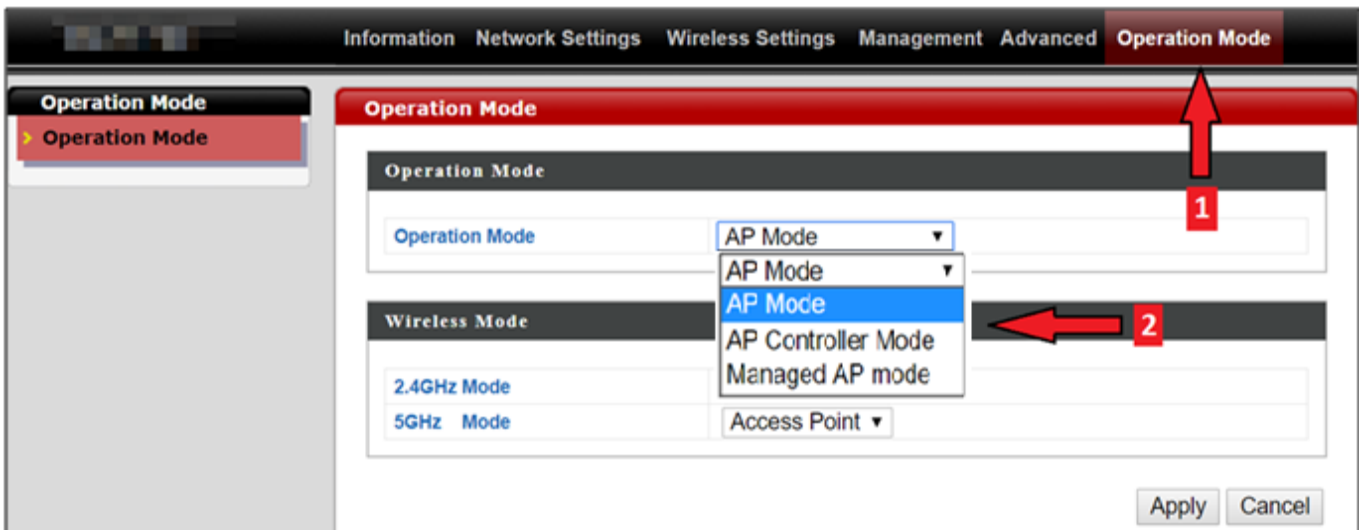 Information Network Settings Wireless Settings Management Advanced Operation Mode
Operation Mode
Operation Mode
Operation Mode
1
Operation Mode
Operation Mode AP Mode
AP Mode
AP Mode
AP Controller Mode
Managed AP mode
2
Wireless Mode
2.4GHz Mode
5GHz Mode Access Point
Apply Cancel